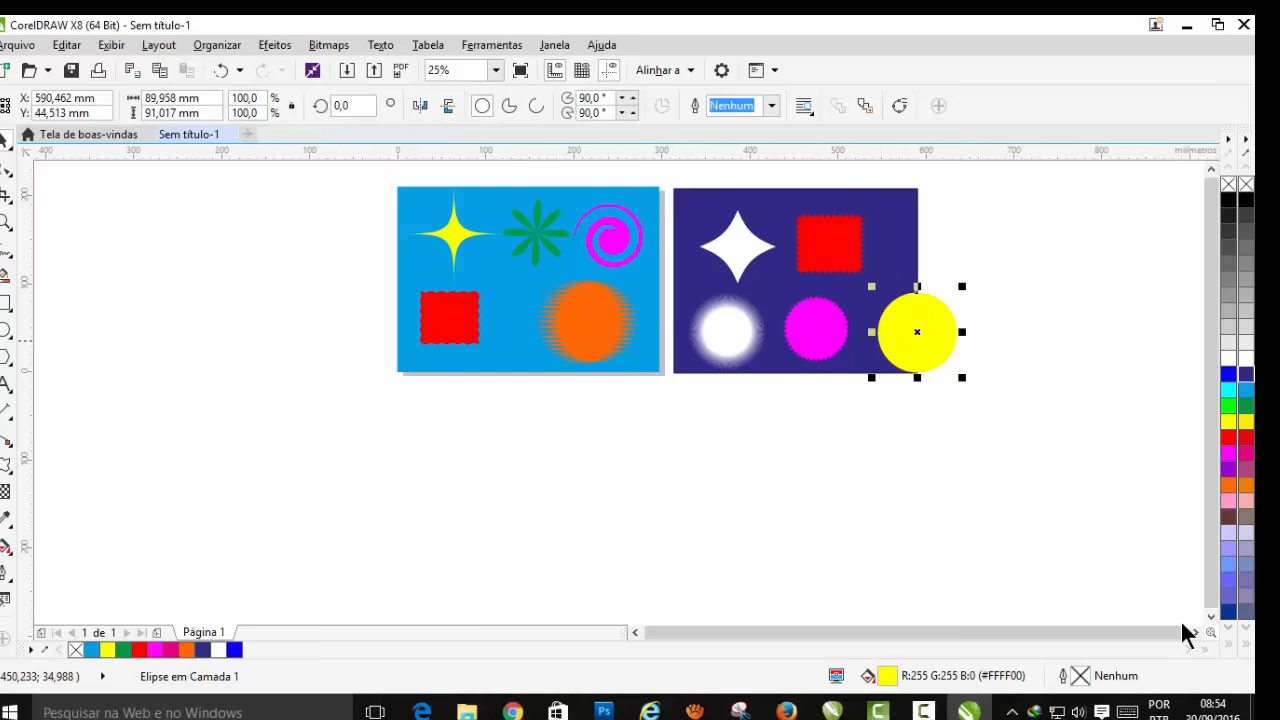 CorelDRAW X8 (64 Bit) - Sem título-1
Arquivo Editar Exibir Layout Organizar Efeitos Bitmaps Texto Tabela Ferramentas Janela Ajuda
PDF 25% Alinhar a
X: 590,462 mm 89,958 mm 100,0 % 0,0 ° 90,0 ° Nenhum
Y: 44,513 mm 91,017 mm 100,0 % 90,0 °
Tela de boas-vindas Sem título-1
400 300 200 100 0 100 200 300 400 500 600 700 800 milímetros
1 de 1 Página 1
450,233; 34,988 ) Elipse em Camada 1 R:255 G:255 B:0 (#FFFF00) Nenhum
Pesquisar na Web e no Windows
POR 08:54
20/09/2016